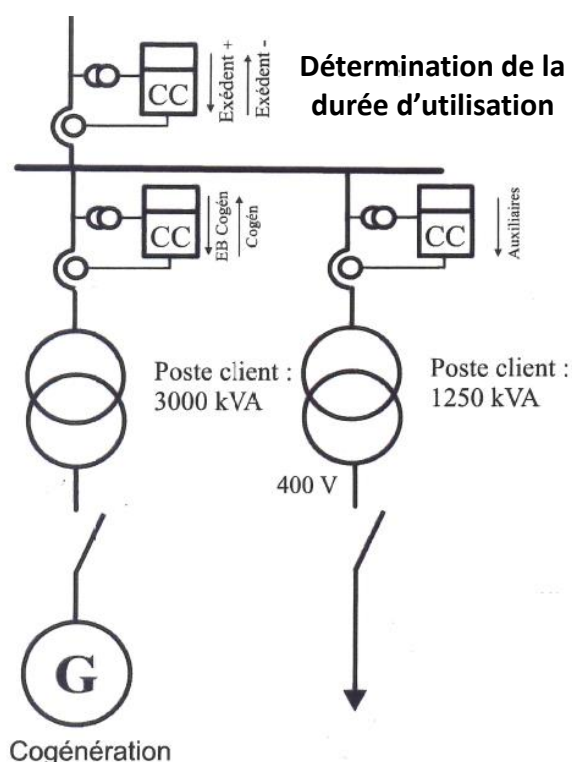 Détermination de la
durée d'utilisation
CC
Exédent +
Exédent -
CC
EB Cogén
Cogén
CC
Auxiliaires
Poste client :
3000 kVA
Poste client :
1250 kVA
400 V
G
Cogénération